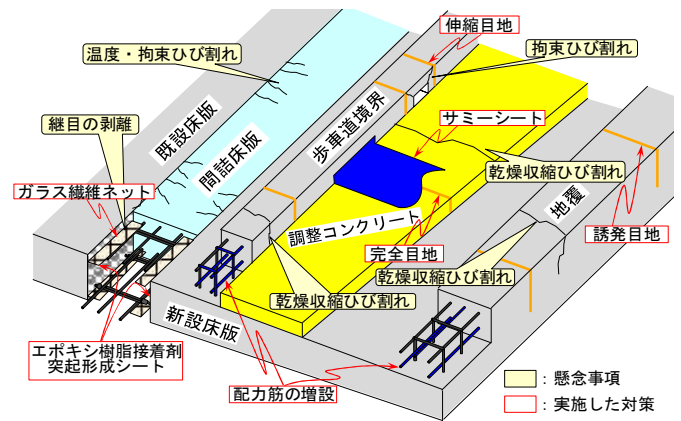 伸縮目地
拘束ひび割れ
温度・拘束ひび割れ
サミーシート
継目の剥離
既設床版
歩車道境界
間詰床版
ガラス繊維ネット
乾燥収縮ひび割れ
地覆
調整コンクリート
完全目地
誘発目地
乾燥収縮ひび割れ
乾燥収縮ひび割れ
新設床版
エポキシ樹脂接着剤
突起形成シート
配力筋の増設
：懸念事項
：実施した対策